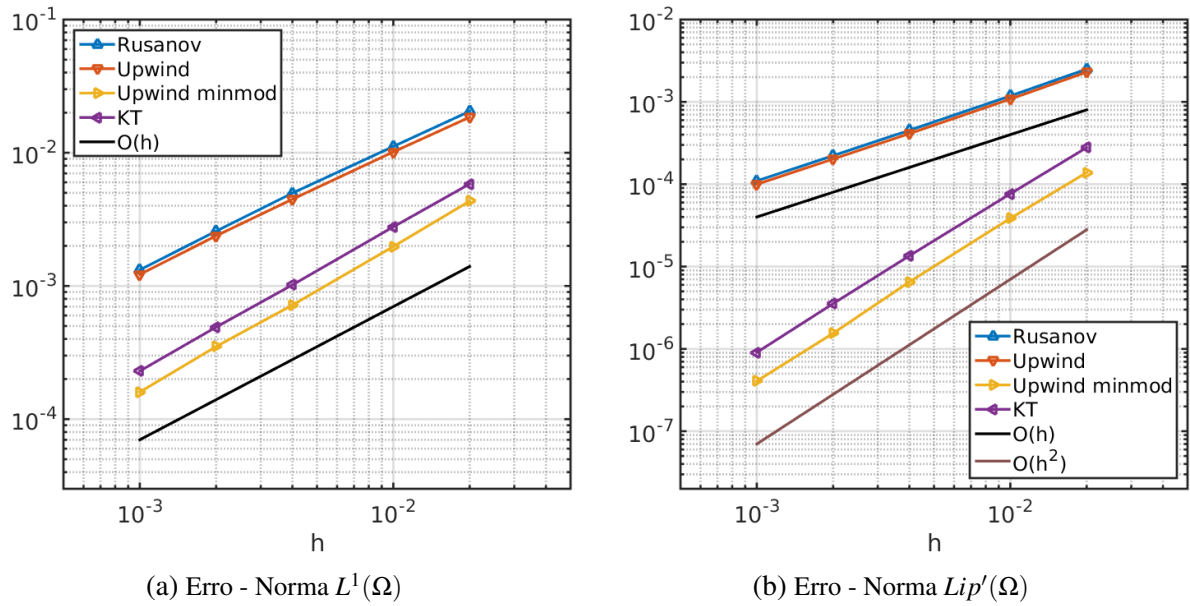 10^-1
10^-2
10^-3
10^-4
Rusanov
Upwind
Upwind minmod
KT
O(h)
10^-3
10^-2
h
(a) Erro - Norma L^1(Ω)
10^-2
10^-3
10^-4
10^-5
10^-6
10^-7
Rusanov
Upwind
Upwind minmod
KT
O(h)
O(h^2)
10^-3
10^-2
h
(b) Erro - Norma Lip′(Ω)